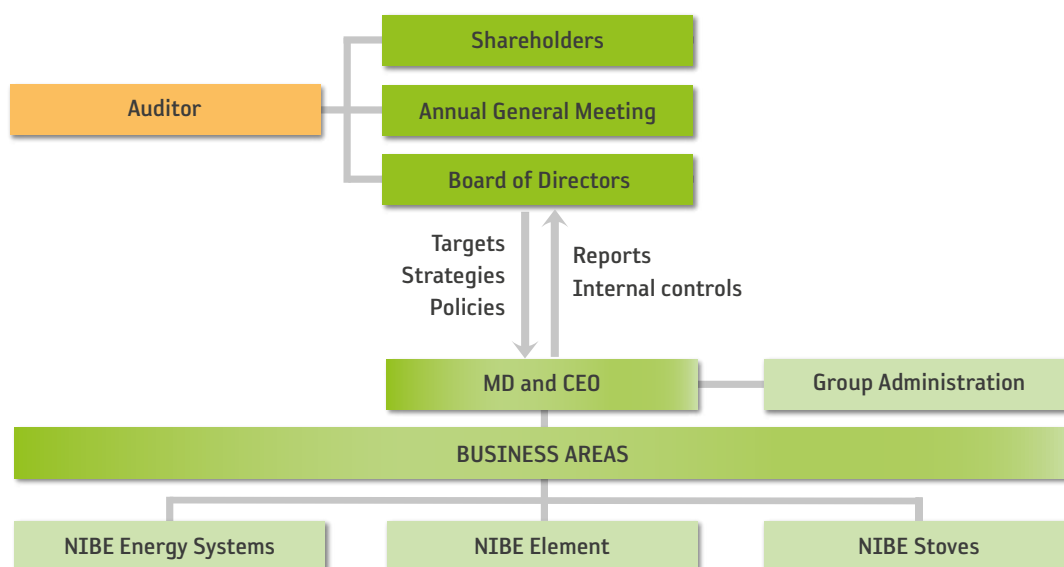 Shareholders
Auditor
Annual General Meeting
Board of Directors
Targets
Strategies
Policies
Reports
Internal controls
MD and CEO
Group Administration
BUSINESS AREAS
NIBE Energy Systems
NIBE Element
NIBE Stoves